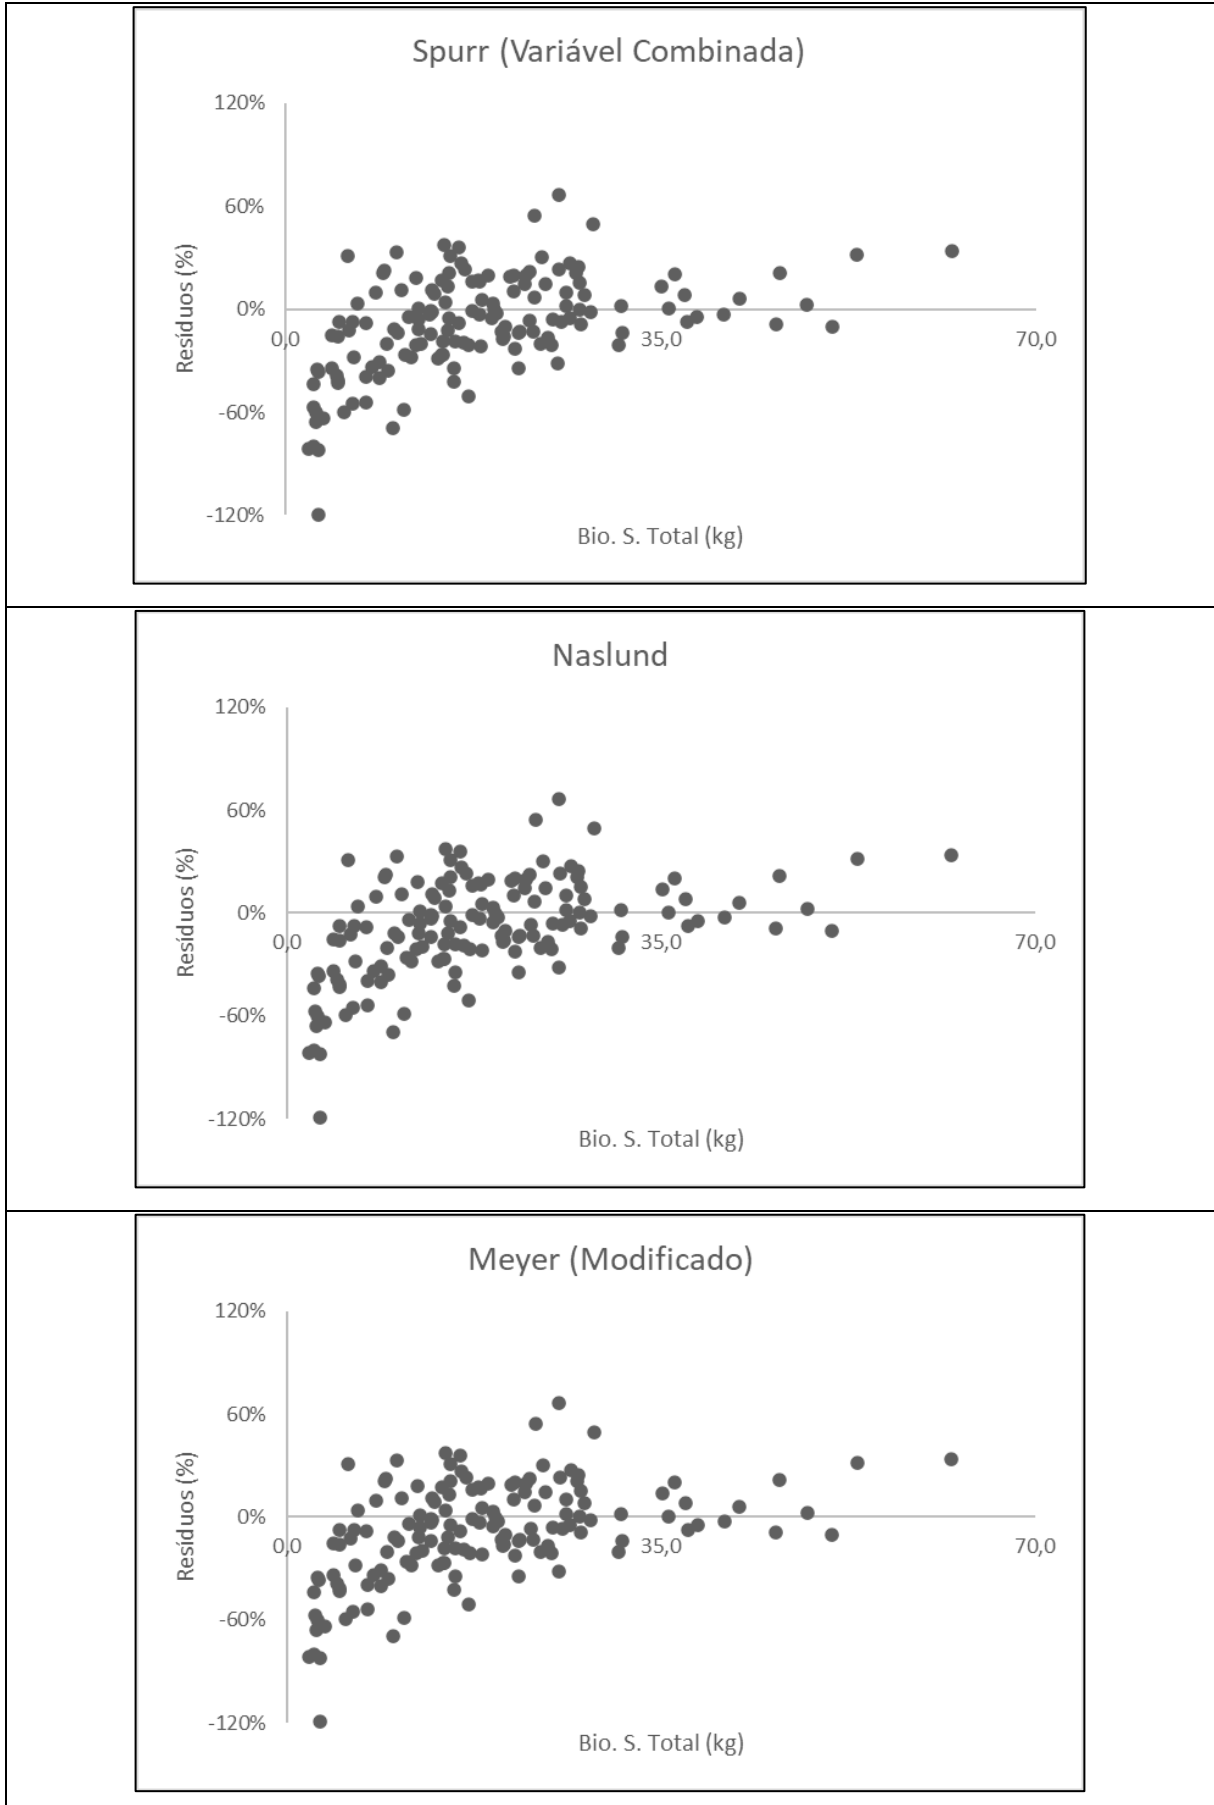 Spurr (Variável Combinada)
120%
60%
0%
-60%
-120%
0,0
35,0
70,0
Resíduos (%)
Bio. S. Total (kg)
Naslund
120%
60%
0%
-60%
-120%
0,0
35,0
70,0
Resíduos (%)
Bio. S. Total (kg)
Meyer (Modificado)
120%
60%
0%
-60%
-120%
0,0
35,0
70,0
Resíduos (%)
Bio. S. Total (kg)